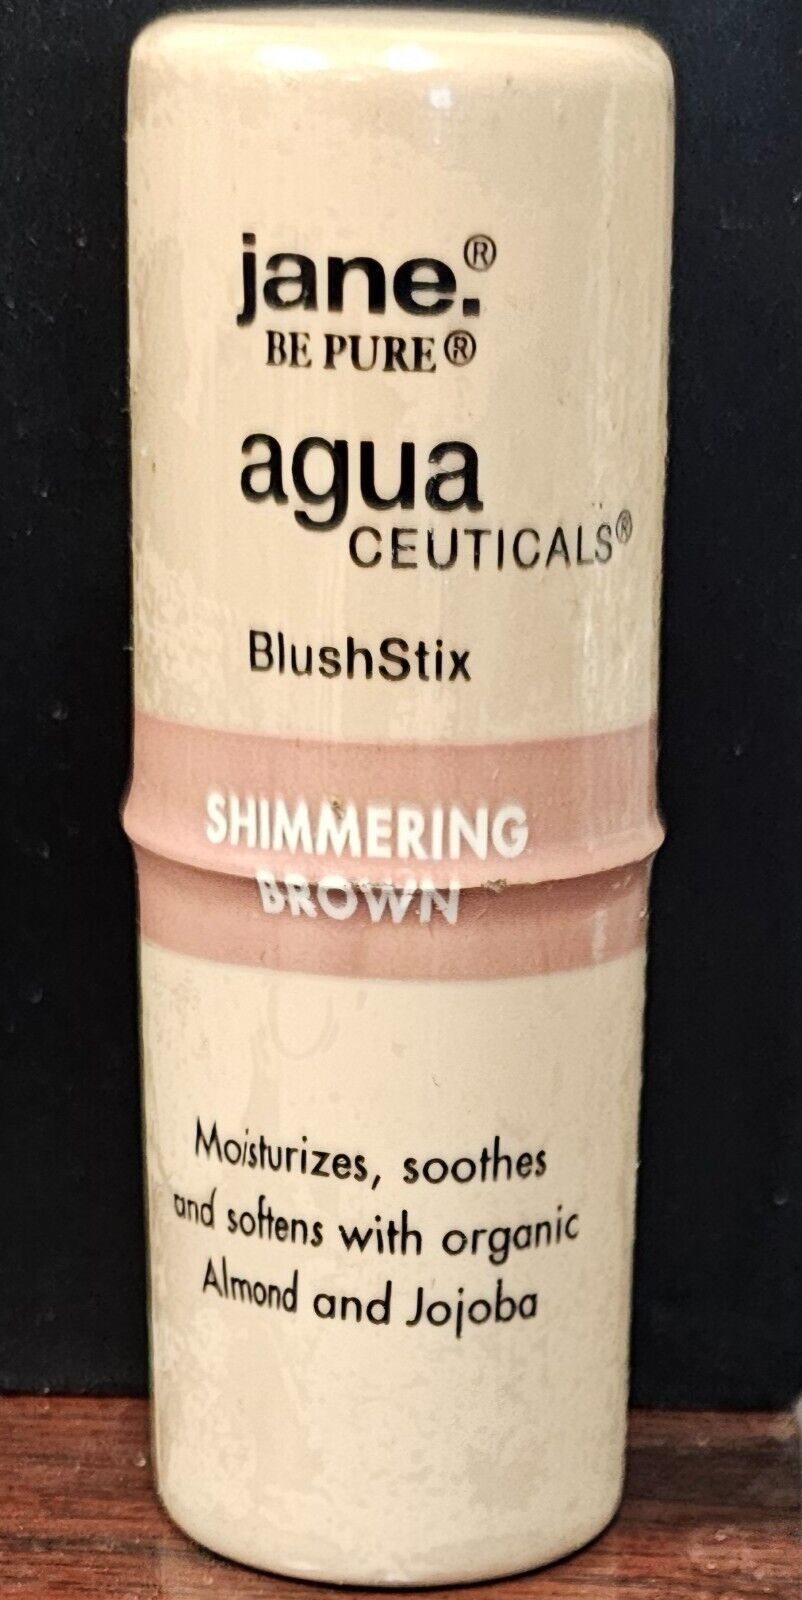 jane.®
BE PURE®
agua
CEUTICALS®
BlushStix
SHIMMERING
BROWN
Moisturizes, soothes
and softens with organic
Almond and Jojoba